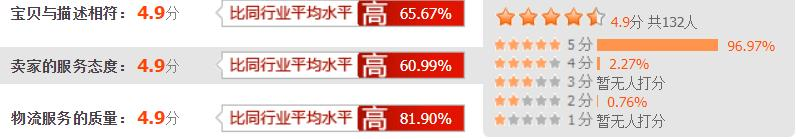 宝贝与描述相符：4.9分 比同行业平均水平 高 65.67%
卖家的服务态度：4.9分 比同行业平均水平 高 60.99%
物流服务的质量：4.9分 比同行业平均水平 高 81.90%
4.9分 共132人
5分 96.97%
4分 2.27%
3分 暂无人打分
2分 0.76%
1分 暂无人打分